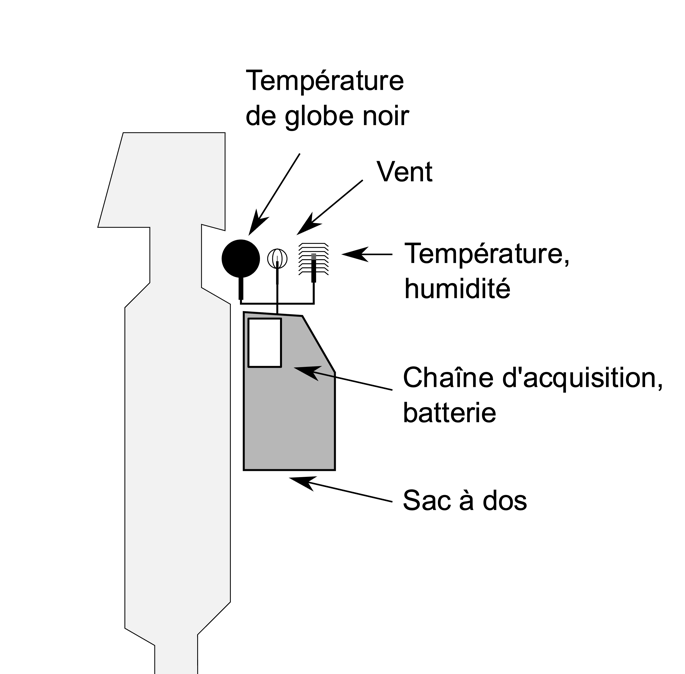 Température
de globe noir
Vent
Température,
humidité
Chaîne d'acquisition,
batterie
Sac à dos